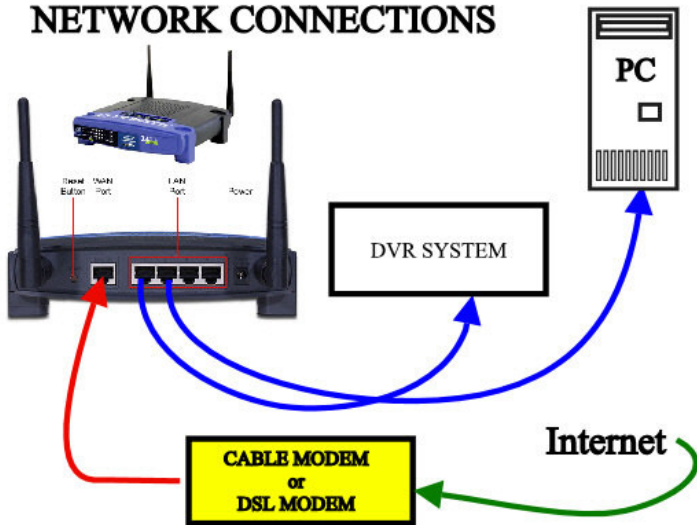 NETWORK CONNECTIONS
PC
Reset
Button
WAN
Port
LAN
Port
Power
DVR SYSTEM
Internet
CABLE MODEM
or
DSL MODEM